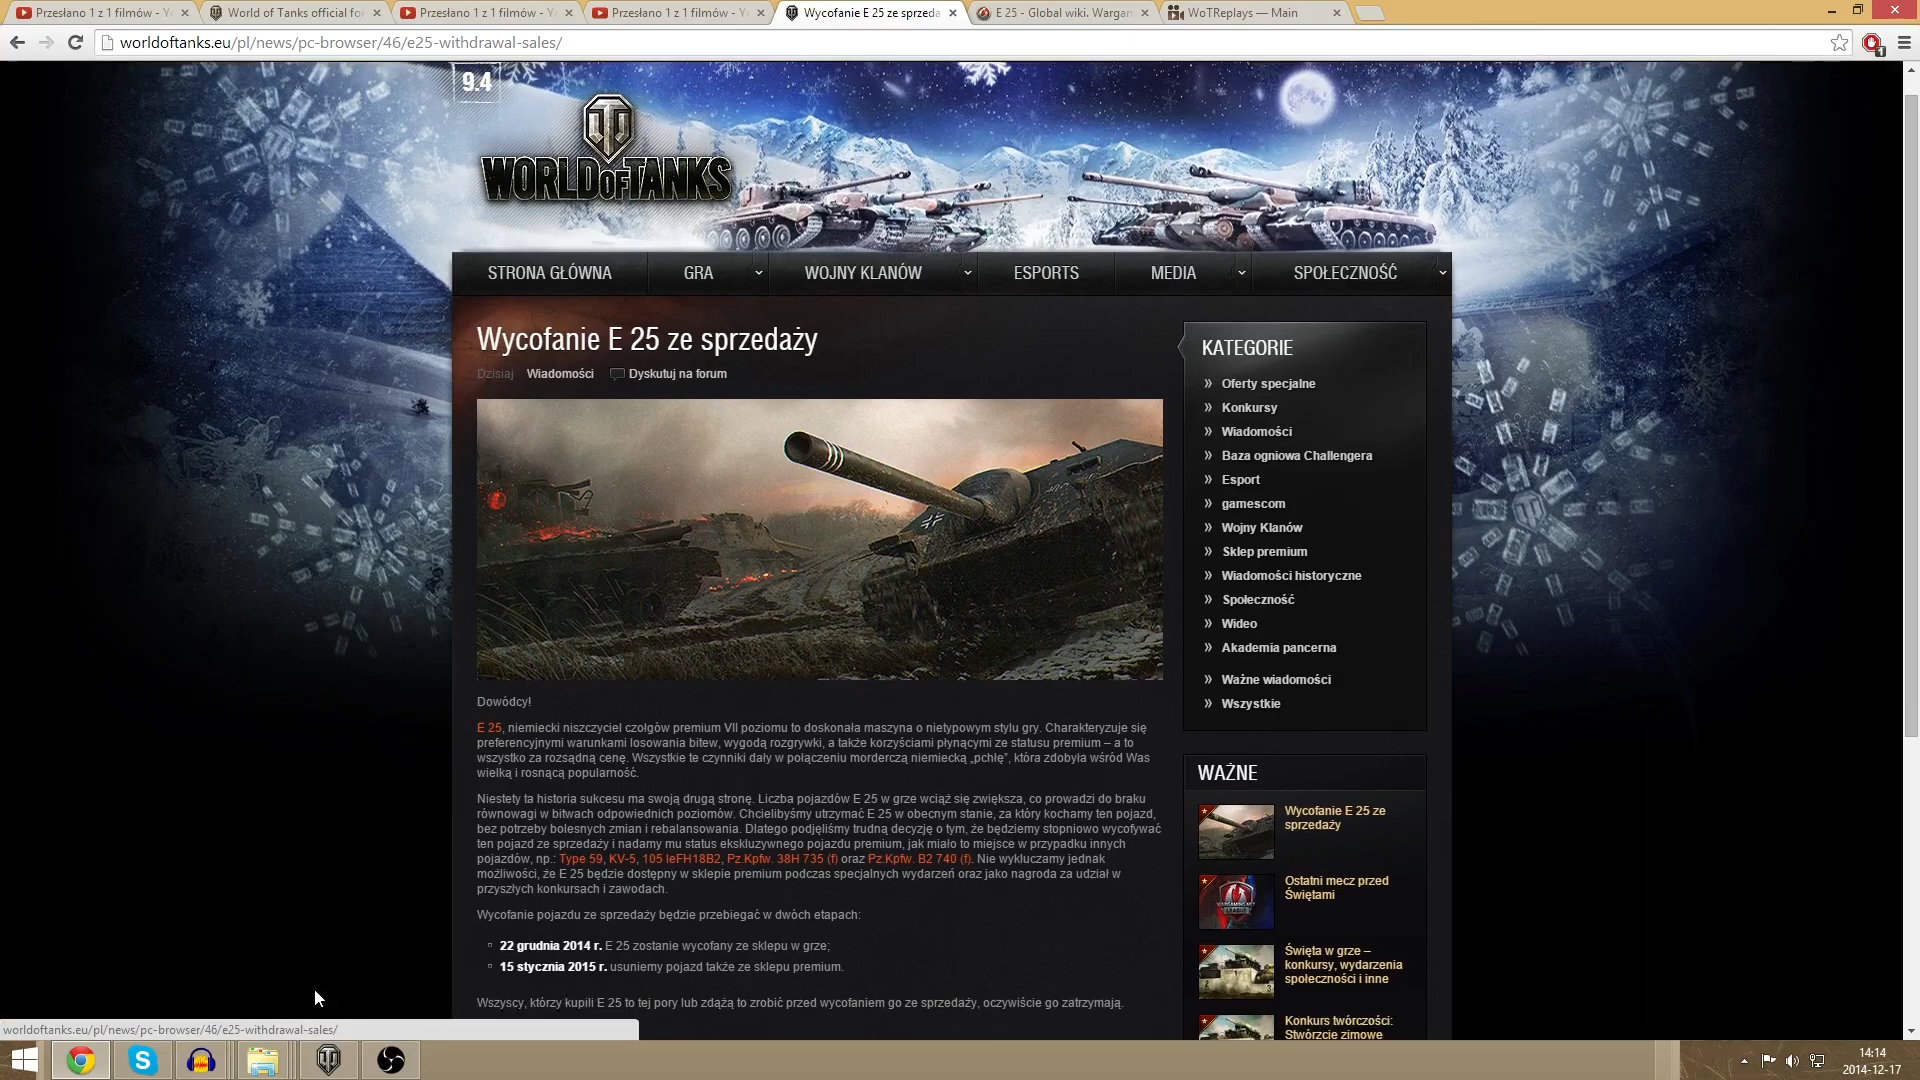 Przesłano 1 z 1 filmów - Y
World of Tanks official fo
Przesłano 1 z 1 filmów - Y
Przesłano 1 z 1 filmów - Y
Wycofanie E 25 ze sprzeda
E 25 - Global wiki. Wargan
WoTReplays — Main
worldoftanks.eu/pl/news/pc-browser/46/e25-withdrawal-sales/
1
9.4
WORLD OF TANKS
STRONA GŁÓWNA
GRA
WOJNY KLANÓW
ESPORTS
MEDIA
SPOŁECZNOŚĆ
Wycofanie E 25 ze sprzedaży
Dzisiaj Wiadomości Dyskutuj na forum
Dowódcy!
E 25, niemiecki niszczyciel czołgów premium VII poziomu to doskonała maszyna o nietypowym stylu gry. Charakteryzuje się
preferencyjnymi warunkami losowania bitew, wygodą rozgrywki, a także korzyściami płynącymi ze statusu premium – a to
wszystko za rozsądną cenę. Wszystkie te czynniki dały w połączeniu morderczą niemiecką „pchłę”, która zdobyła wśród Was
wielką i rosnącą popularność.
Niestety ta historia sukcesu ma swoją drugą stronę. Liczba pojazdów E 25 w grze wciąż się zwiększa, co prowadzi do braku
równowagi w bitwach odpowiednich poziomów. Chcielibyśmy utrzymać E 25 w obecnym stanie, za który kochamy ten pojazd,
bez potrzeby bolesnych zmian i rebalansowania. Dlatego podjęliśmy trudną decyzję o tym, że będziemy stopniowo wycofywać
ten pojazd ze sprzedaży i nadamy mu status ekskluzywnego pojazdu premium, jak miało to miejsce w przypadku innych
pojazdów, np.: Type 59, KV-5, 105 leFH18B2, Pz.Kpfw. 38H 735 (f) oraz Pz.Kpfw. B2 740 (f). Nie wykluczamy jednak
możliwości, że E 25 będzie dostępny w sklepie premium podczas specjalnych wydarzeń oraz jako nagroda za udział w
przyszłych konkursach i zawodach.
Wycofanie pojazdu ze sprzedaży będzie przebiegać w dwóch etapach:
22 grudnia 2014 r. E 25 zostanie wycofany ze sklepu w grze;
15 stycznia 2015 r. usuniemy pojazd także ze sklepu premium.
Wszyscy, którzy kupili E 25 to tej pory lub zdążą to zrobić przed wycofaniem go ze sprzedaży, oczywiście go zatrzymają.
KATEGORIE
Oferty specjalne
Konkursy
Wiadomości
Baza ogniowa Challengera
Esport
gamescom
Wojny Klanów
Sklep premium
Wiadomości historyczne
Społeczność
Wideo
Akademia pancerna
Ważne wiadomości
Wszystkie
WAŻNE
Wycofanie E 25 ze
sprzedaży
Ostatni mecz przed
Świętami
Święta w grze –
konkursy, wydarzenia
społeczności i inne
Konkurs twórczości:
Stwórzcie zimowe
worldoftanks.eu/pl/news/pc-browser/46/e25-withdrawal-sales/
14:14
2014-12-17